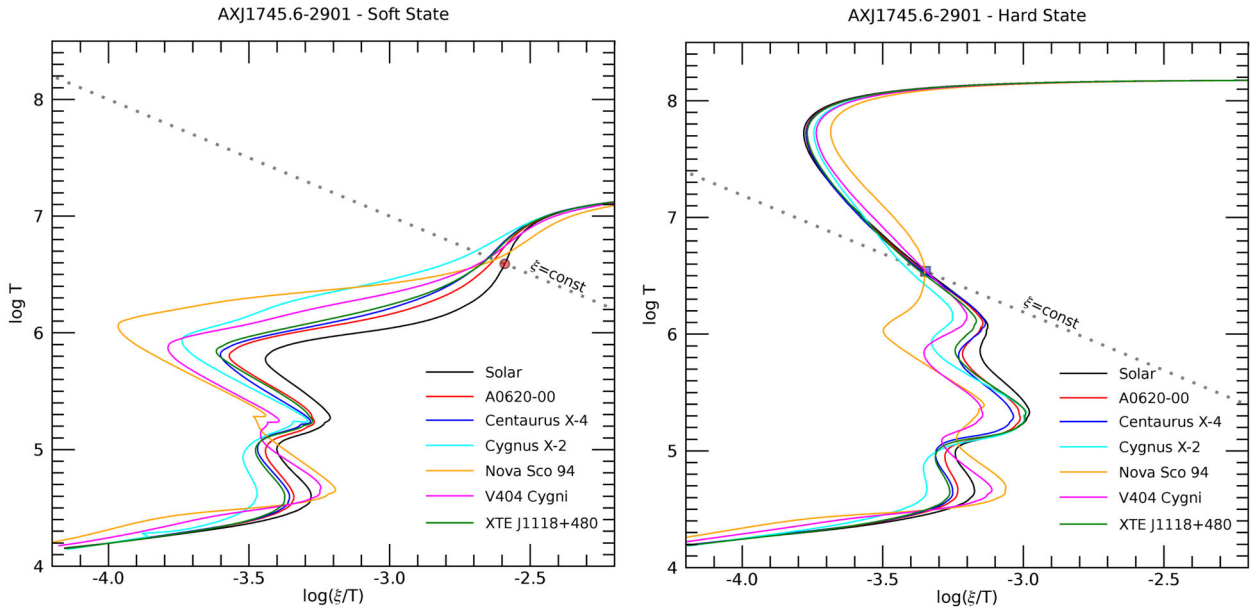 AXJ1745.6-2901 - Soft State
8
7
6
5
4
log T
-4.0
-3.5
-3.0
-2.5
log(ξ/T)
ξ=const
Solar
A0620-00
Centaurus X-4
Cygnus X-2
Nova Sco 94
V404 Cygni
XTE J1118+480
AXJ1745.6-2901 - Hard State
8
7
6
5
4
log T
-4.0
-3.5
-3.0
-2.5
log(ξ/T)
ξ=const
Solar
A0620-00
Centaurus X-4
Cygnus X-2
Nova Sco 94
V404 Cygni
XTE J1118+480